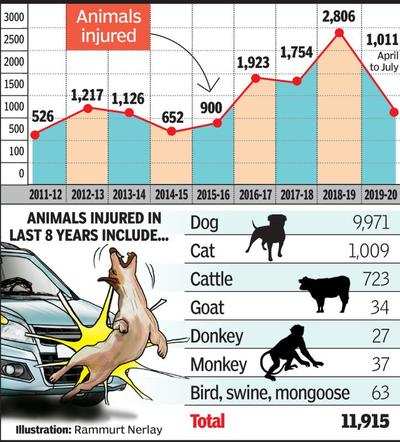 3000
2500
2000
1500
1000
500
100
0
Animals
injured
526
1,217
1,126
652
900
1,923
1,754
2,806
1,011
April
to July
2011-12 2012-13 2013-14 2014-15 2015-16 2016-17 2017-18 2018-19 2019-20
ANIMALS INJURED IN
LAST 8 YEARS INCLUDE...
Dog 9,971
Cat 1,009
Cattle 723
Goat 34
Donkey 27
Monkey 37
Bird, swine, mongoose 63
Total 11,915
Illustration: Rammurt Nerlay